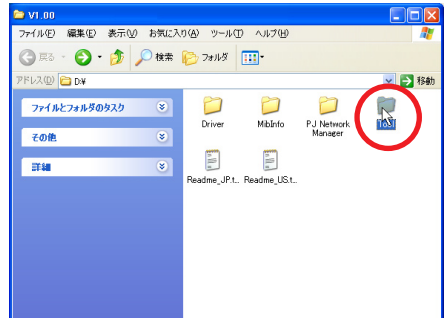 V1.00
ファイル(F) 編集(E) 表示(V) お気に入り(A) ツール(T) ヘルプ(H)
戻る 検索 フォルダ
アドレス(D) D:¥ 移動
ファイルとフォルダのタスク
その他
詳細
Driver MibInfo PJ Network Manager Tool
Readme_JP.t... Readme_US.t...